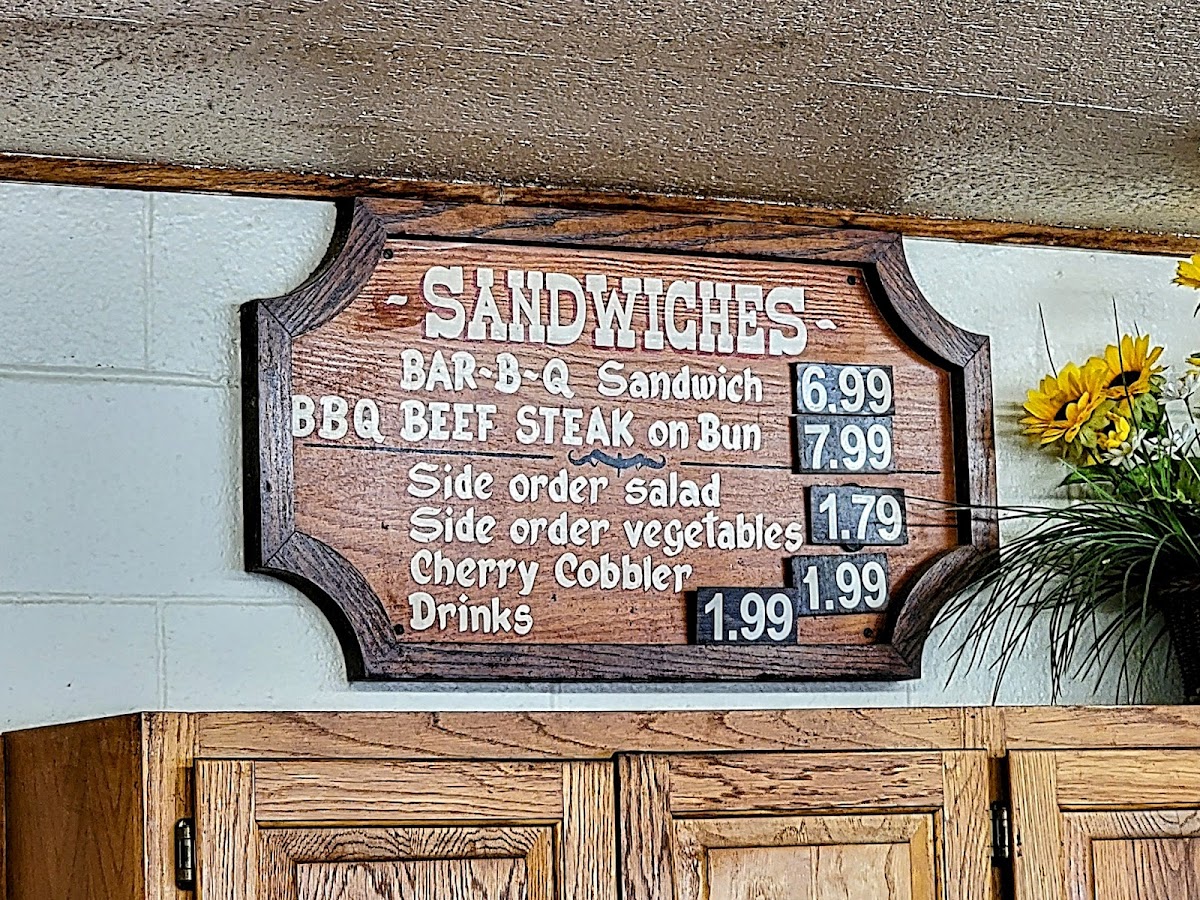 ~ SANDWICHES ~
BAR~B~Q Sandwich 6.99
BBQ BEEF STEAK on Bun 7.99
Side order salad
Side order vegetables 1.79
Cherry Cobbler 1.99
Drinks 1.99